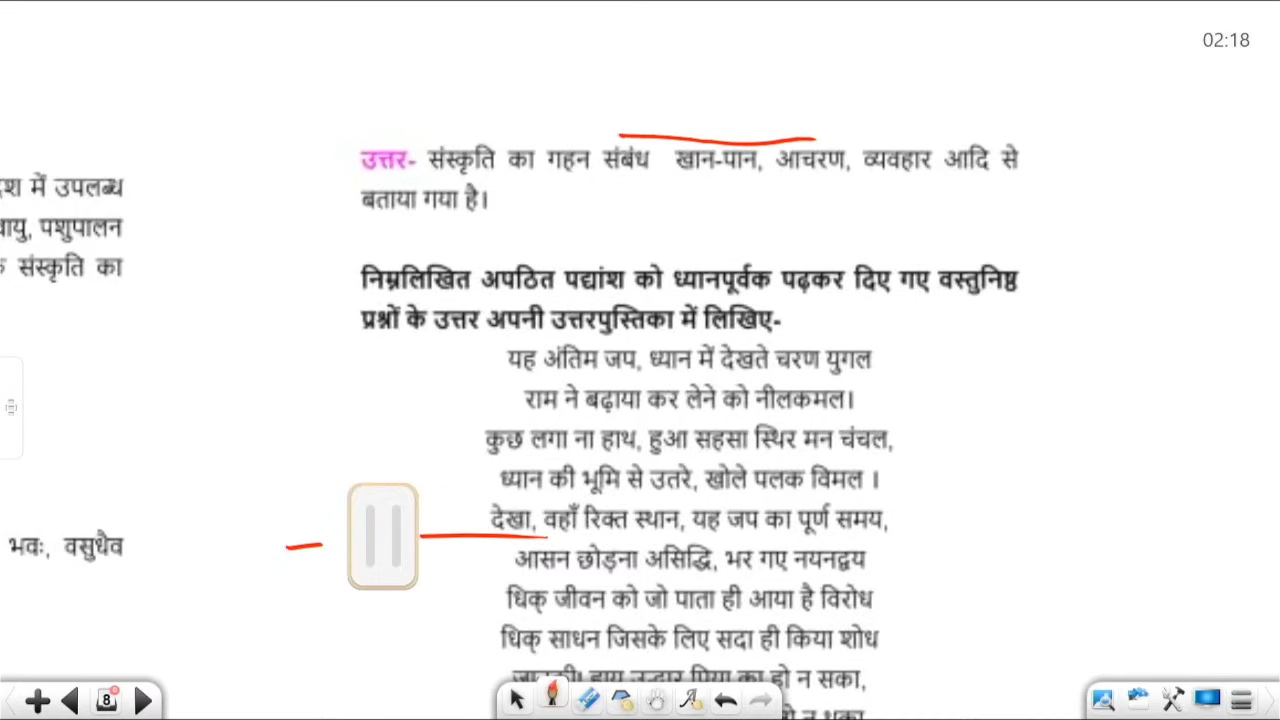 02:18
उत्तर- संस्कृति का गहन संबंध खान-पान, आचरण, व्यवहार आदि से
बताया गया है।
में उपलब्ध
पशुपालन
संस्कृति का
भवः, वसुधैव
निम्नलिखित अपठित पद्यांश को ध्यानपूर्वक पढ़कर दिए गए वस्तुनिष्ठ
प्रश्नों के उत्तर अपनी उत्तरपुस्तिका में लिखिए-
यह अंतिम जप, ध्यान में देखते चरण युगल
राम ने बढ़ाया कर लेने को नीलकमल।
कुछ लगा ना हाथ, हुआ सहसा स्थिर मन चंचल,
ध्यान की भूमि से उतरे, खोले पलक विमल ।
देखा, वहाँ रिक्त स्थान, यह जप का पूर्ण समय,
आसन छोड़ना असिद्धि, भर गए नयनद्वय
धिक् जीवन को जो पाता ही आया है विरोध
धिक् साधन जिसके लिए सदा ही किया शोध
हो न सका,
8